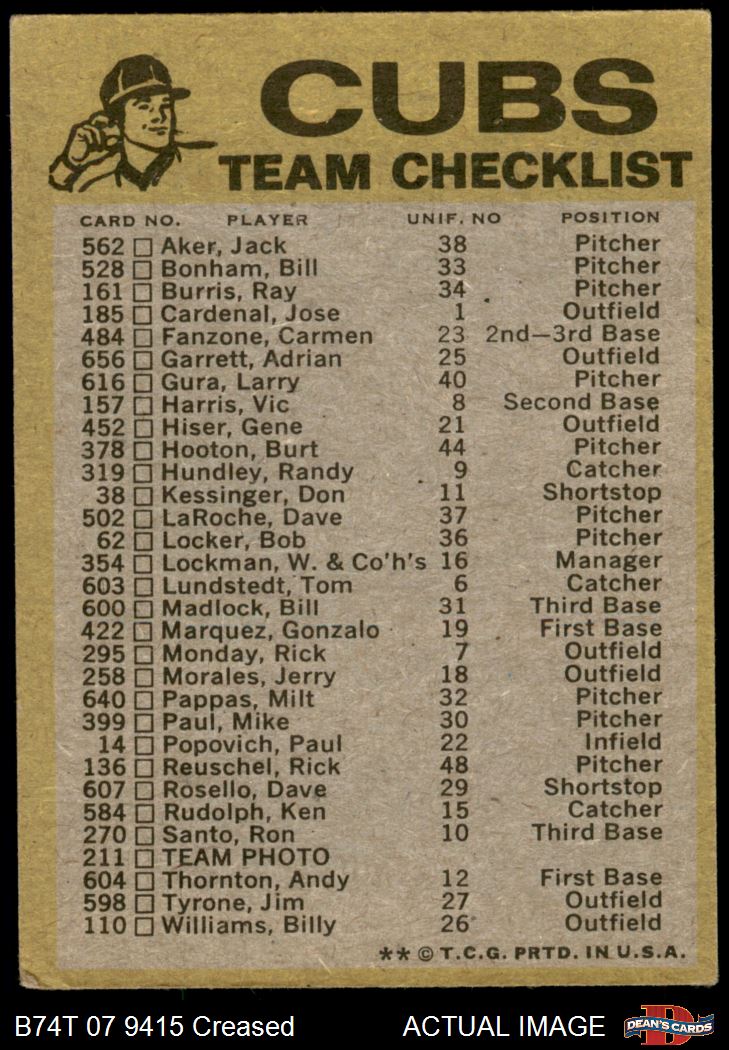 CUBS
TEAM CHECKLIST
CARD NO. PLAYER UNIF. NO POSITION
562 Aker, Jack 38 Pitcher
528 Bonham, Bill 33 Pitcher
161 Burris, Ray 34 Pitcher
185 Cardenal, Jose 1 Outfield
484 Fanzone, Carmen 23 2nd—3rd Base
656 Garrett, Adrian 25 Outfield
616 Gura, Larry 40 Pitcher
157 Harris, Vic 8 Second Base
452 Hiser, Gene 21 Outfield
378 Hooton, Burt 44 Pitcher
319 Hundley, Randy 9 Catcher
38 Kessinger, Don 11 Shortstop
502 LaRoche, Dave 37 Pitcher
62 Locker, Bob 36 Pitcher
354 Lockman, W. & Co'h's 16 Manager
603 Lundstedt, Tom 6 Catcher
600 Madlock, Bill 31 Third Base
422 Marquez, Gonzalo 19 First Base
295 Monday, Rick 7 Outfield
258 Morales, Jerry 18 Outfield
640 Pappas, Milt 32 Pitcher
399 Paul, Mike 30 Pitcher
14 Popovich, Paul 22 Infield
136 Reuschel, Rick 48 Pitcher
607 Rosello, Dave 29 Shortstop
584 Rudolph, Ken 15 Catcher
270 Santo, Ron 10 Third Base
211 TEAM PHOTO
604 Thornton, Andy 12 First Base
598 Tyrone, Jim 27 Outfield
110 Williams, Billy 26 Outfield
** © T.C.G. PRTD. IN U.S.A.
B74T 07 9415 Creased ACTUAL IMAGE
D
DEAN'S CARDS